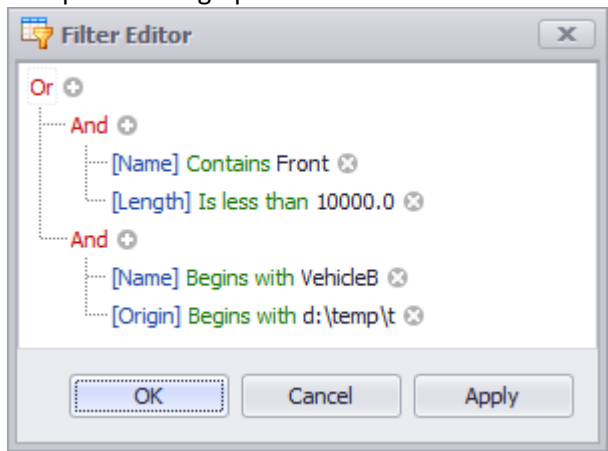 Filter Editor
Or
And
[Name] Contains Front
[Length] Is less than 10000.0
And
[Name] Begins with VehicleB
[Origin] Begins with d:\temp\t
OK Cancel Apply